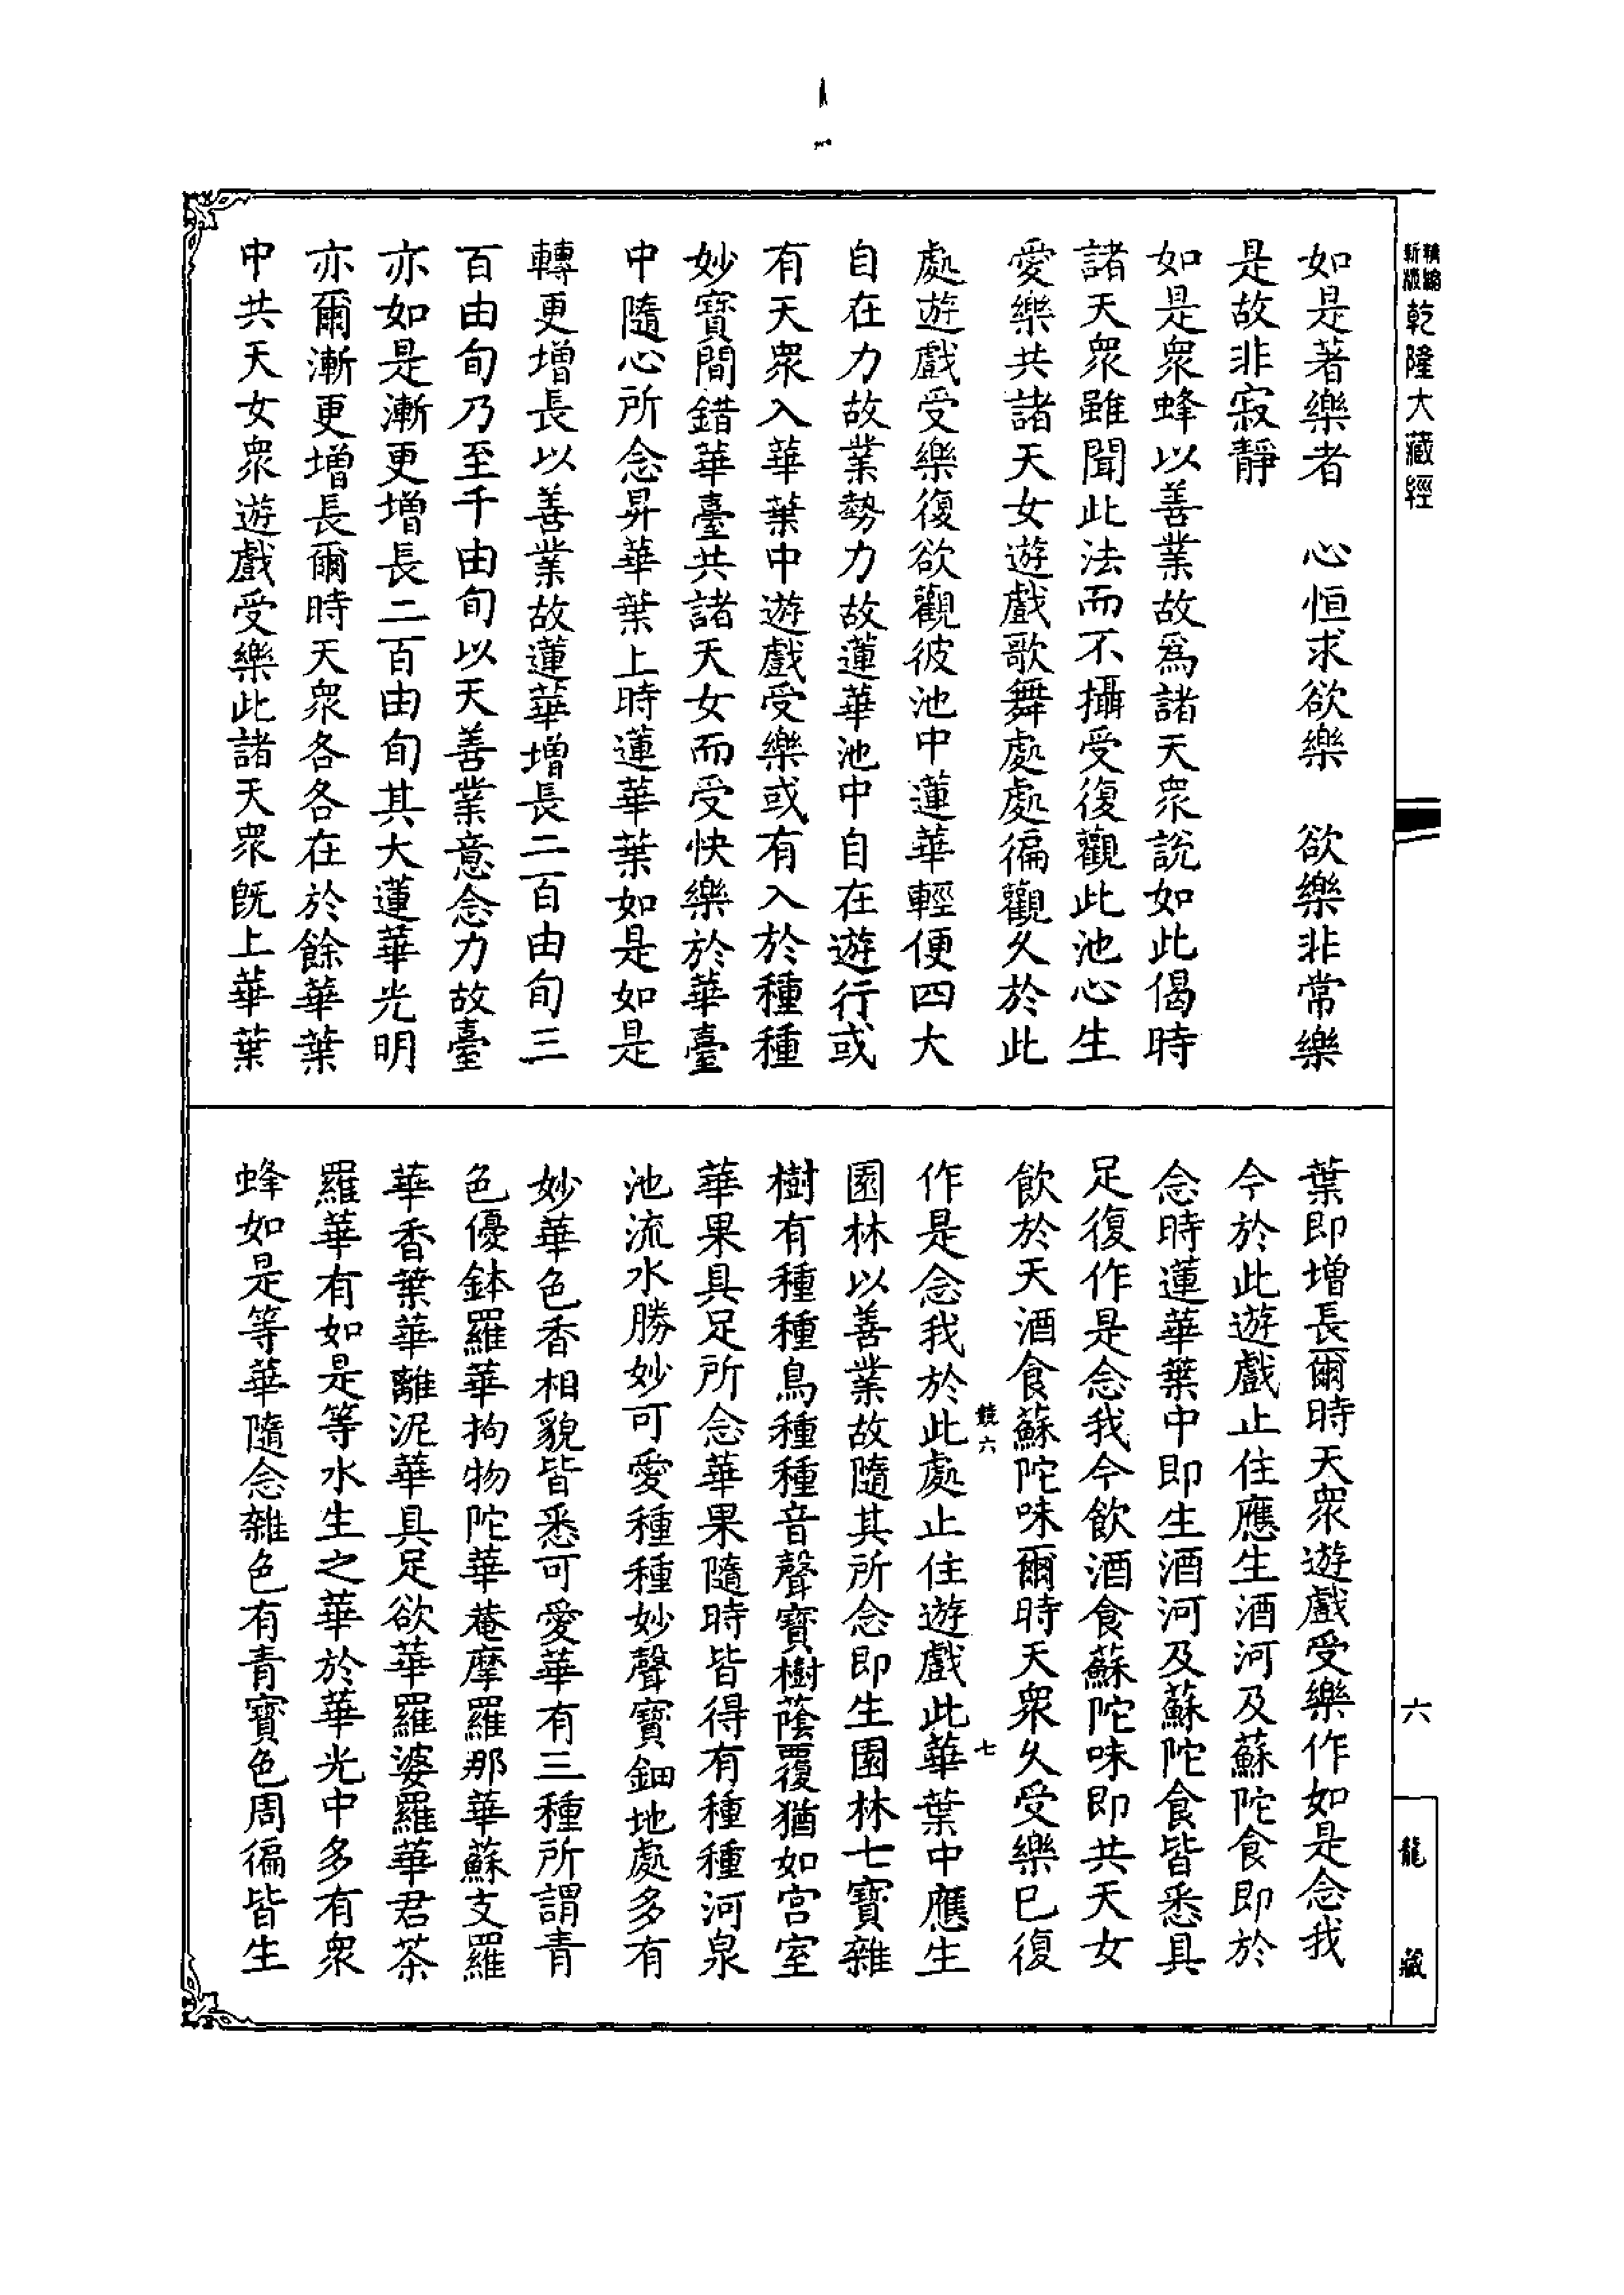 精縮新版乾隆大藏經
如是著樂者　心恒求欲樂　欲樂非常樂
是故非寂靜
如是衆蜂以善業故爲諸天衆說如此偈時
諸天衆雖聞此法而不攝受復觀此池心生
愛樂共諸天女遊戲歌舞處處徧觀久於此
處遊戲受樂復欲觀彼池中蓮華輕便四大
自在力故業勢力故蓮華池中自在遊行或
有天衆入華葉中遊戲受樂或有入於種種
妙寶間錯華臺共諸天女而受快樂於華臺
中隨心所念昇華葉上時蓮華葉如是如是
轉更增長以善業故蓮華增長二百由旬三
百由旬乃至千由旬以天善業意念力故臺
亦如是漸更增長二百由旬其大蓮華光明
亦爾漸更增長爾時天衆各各在於餘華葉
中共天女衆遊戲受樂此諸天衆旣上華葉
葉即增長爾時天衆遊戲受樂作如是念我
今於此遊戲止住應生酒河及蘇陀食即於
念時蓮華葉中即生酒河及蘇陀食皆悉具
足復作是念我今飲酒食蘇陀味即共天女
飲於天酒食蘇陀味爾時天衆久受樂已復
作是念我於此處止住遊戲此華葉中應生
園林以善業故隨其所念即生園林七寶雜
樹有種種鳥種種音聲寶樹蔭覆猶如宮室
華果具足所念華果隨時皆得有種種河泉
池流水勝妙可愛種種妙聲寶鈿地處多有
妙華色香相貌皆悉可愛華有三種所謂青
色優鉢羅華拘物陀華菴摩羅那華蘇支羅
華香葉華離泥華具足欲華羅婆羅華君荼
羅華有如是等水生之華於華光中多有衆
蜂如是等華隨念雜色有青寶色周徧皆生
六
七
六
龍藏